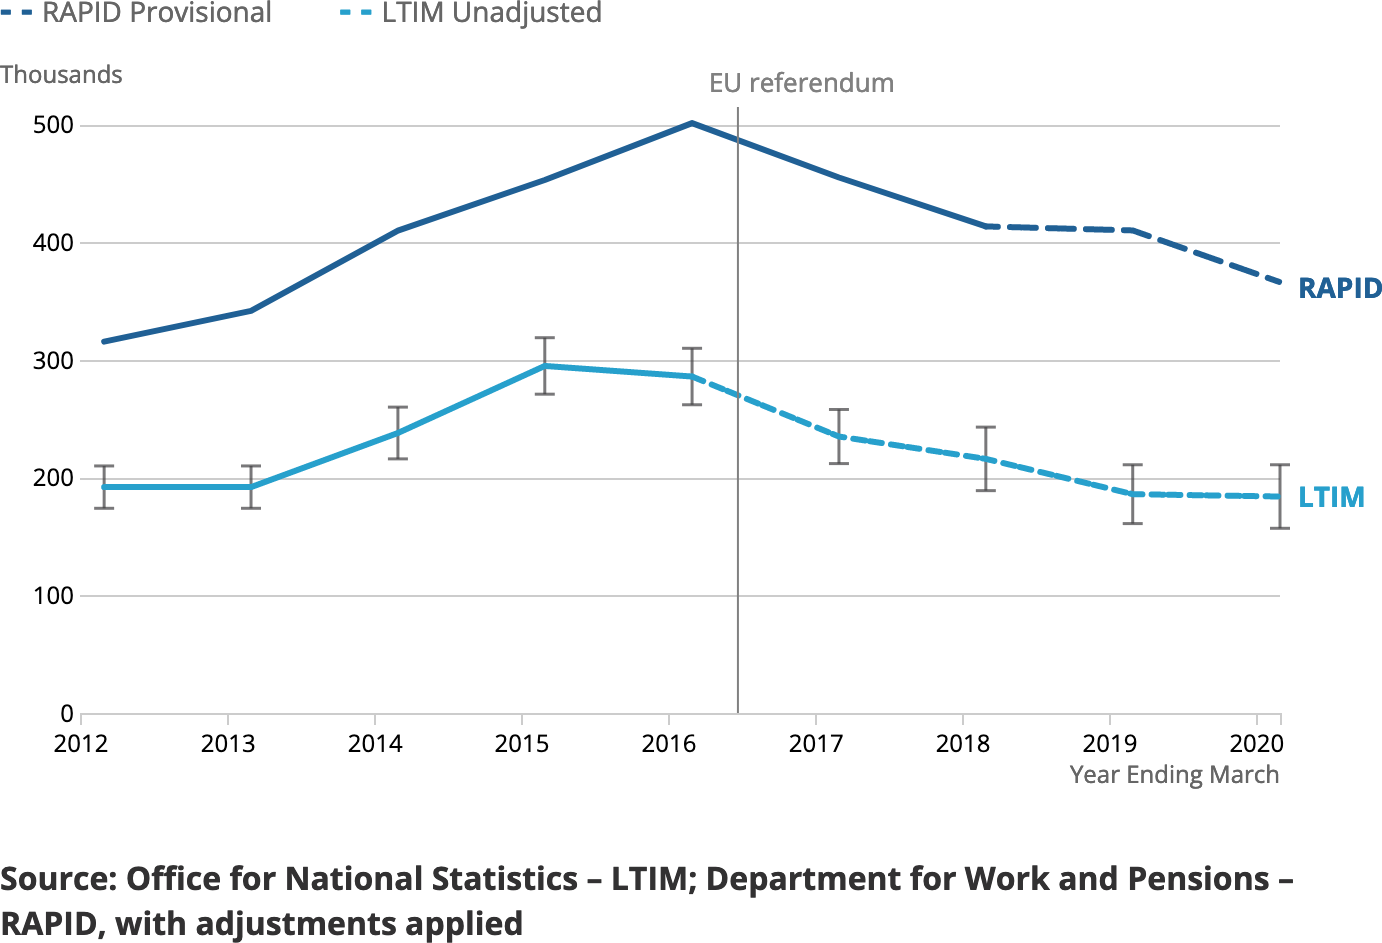 RAPID Provisional LTIM Unadjusted
Thousands
EU referendum
500
400
RAPID
300
200
LTIM
100
0
2012 2013 2014 2015 2016 2017 2018 2019 2020
Year Ending March
Source: Office for National Statistics – LTIM; Department for Work and Pensions –
RAPID, with adjustments applied